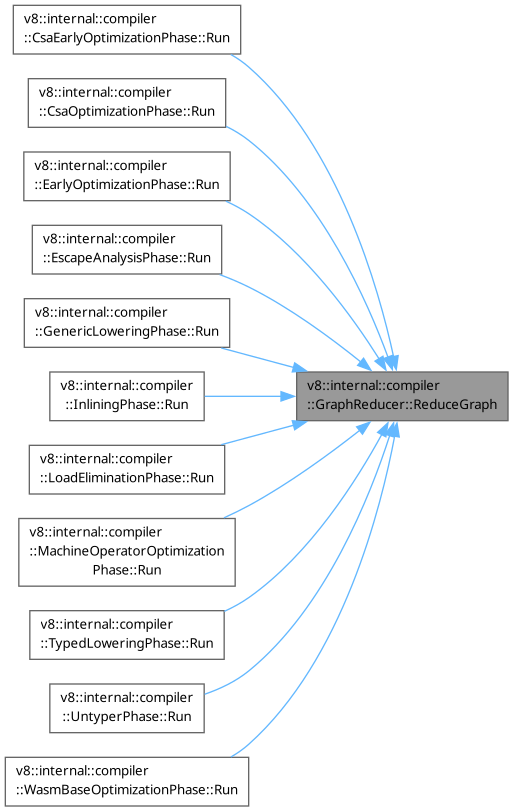 v8::internal::compiler
::CsaEarlyOptimizationPhase::Run
v8::internal::compiler
::CsaOptimizationPhase::Run
v8::internal::compiler
::EarlyOptimizationPhase::Run
v8::internal::compiler
::EscapeAnalysisPhase::Run
v8::internal::compiler
::GenericLoweringPhase::Run
v8::internal::compiler
::InliningPhase::Run
v8::internal::compiler
::GraphReducer::ReduceGraph
v8::internal::compiler
::LoadEliminationPhase::Run
v8::internal::compiler
::MachineOperatorOptimization
Phase::Run
v8::internal::compiler
::TypedLoweringPhase::Run
v8::internal::compiler
::UntyperPhase::Run
v8::internal::compiler
::WasmBaseOptimizationPhase::Run